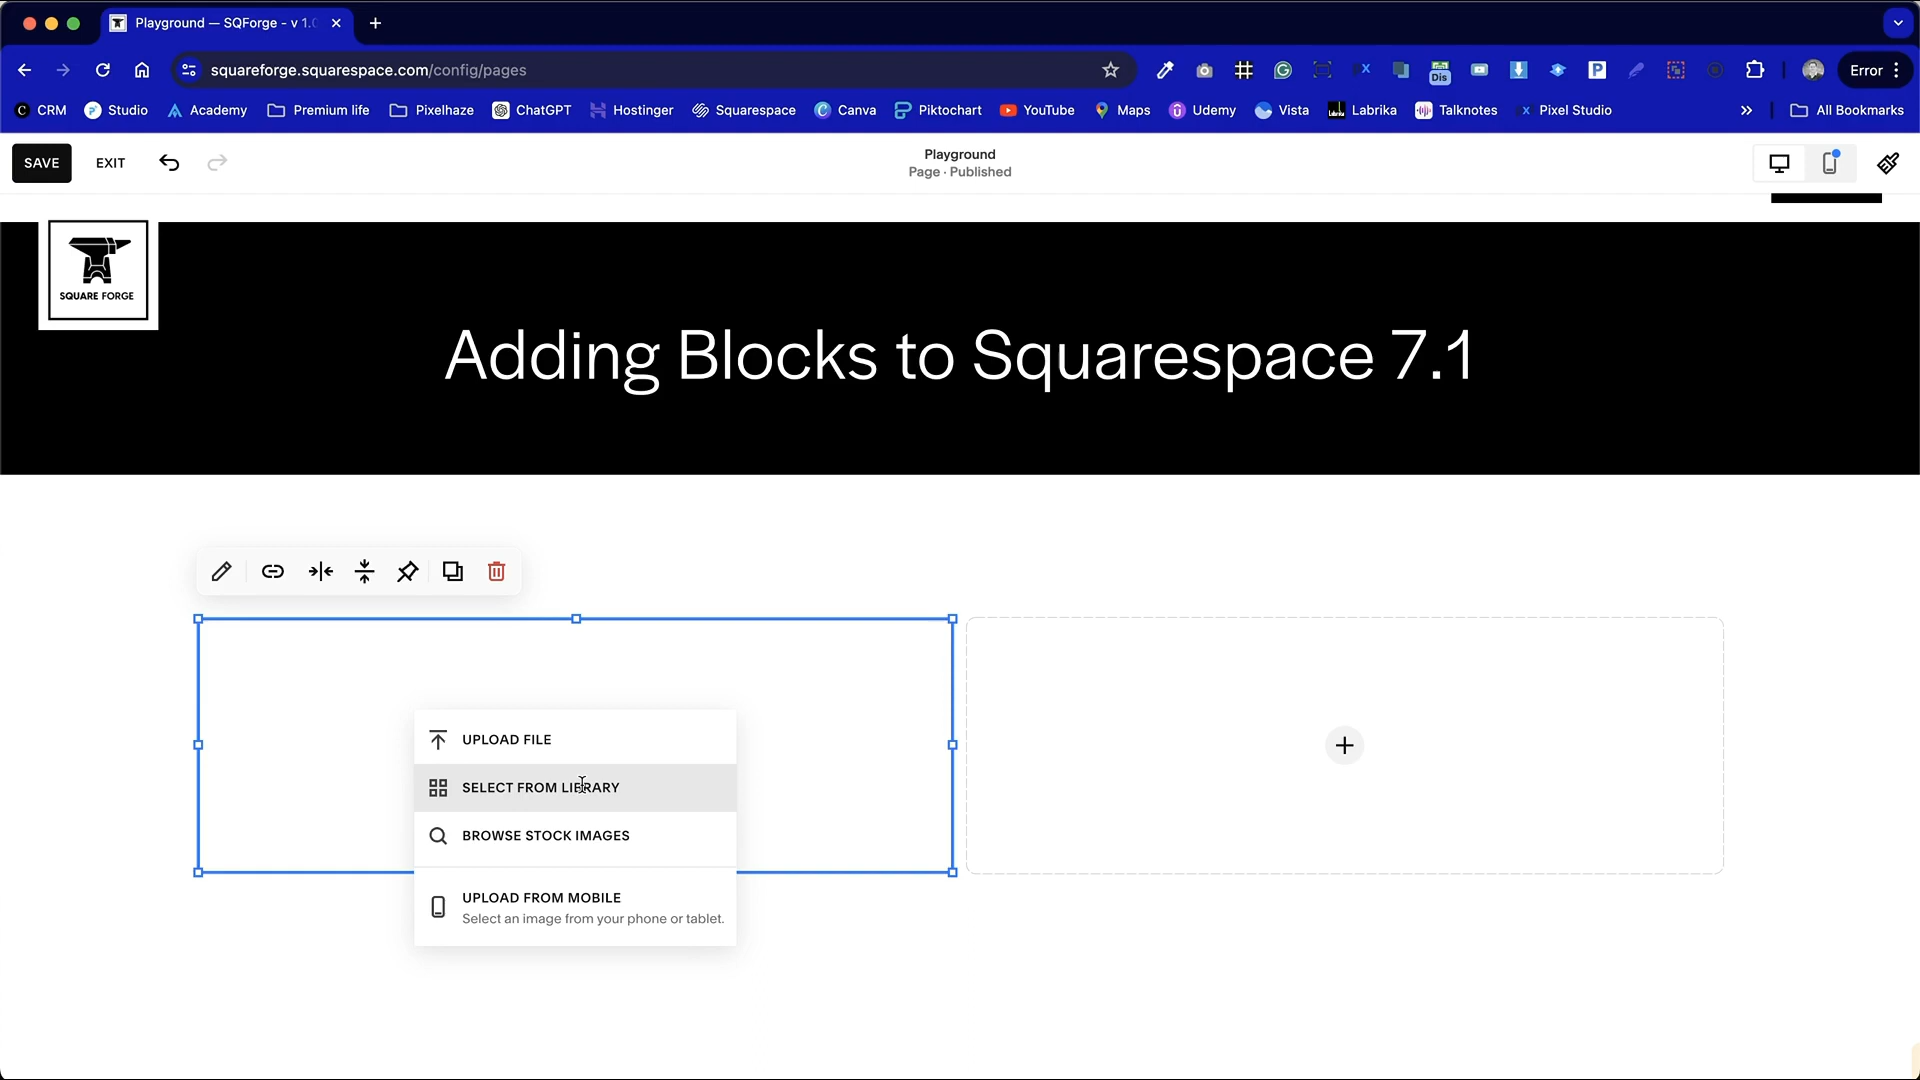 Playground — SQForge - v 1.0
squareforge.squarespace.com/config/pages
Error
CRM
Studio
Academy
Premium life
Pixelhaze
ChatGPT
Hostinger
Squarespace
Canva
Piktochart
YouTube
Maps
Udemy
Vista
Labrika
Talknotes
Pixel Studio
All Bookmarks
SAVE
EXIT
Playground
Page · Published
SQUARE FORGE
Adding Blocks to Squarespace 7.1
UPLOAD FILE
SELECT FROM LIBRARY
BROWSE STOCK IMAGES
UPLOAD FROM MOBILE
Select an image from your phone or tablet.